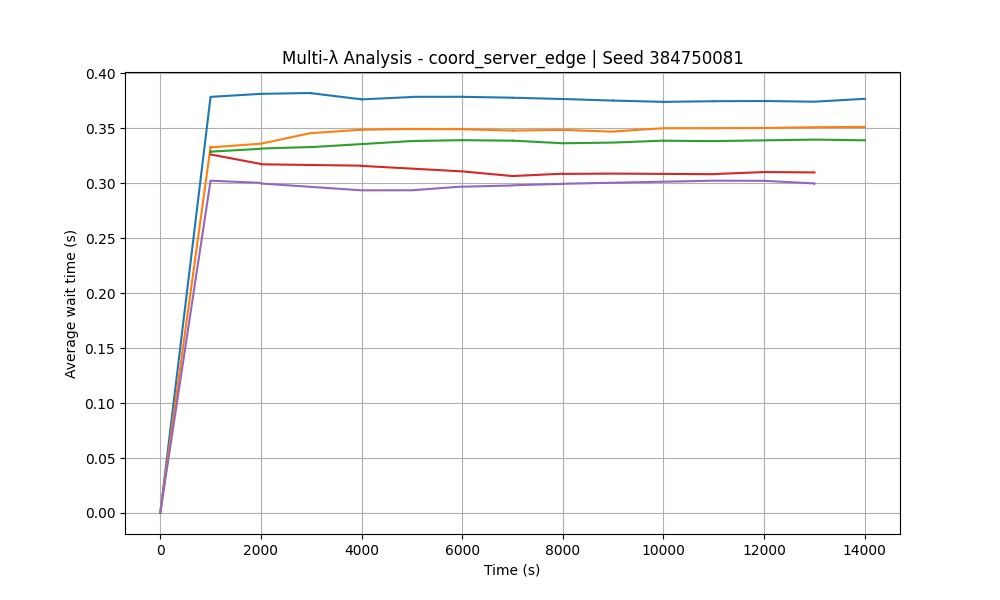 Multi-λ Analysis - coord_server_edge | Seed 384750081
0.40
0.35
0.30
0.25
0.20
0.15
0.10
0.05
0.00
Average wait time (s)
0 2000 4000 6000 8000 10000 12000 14000
Time (s)